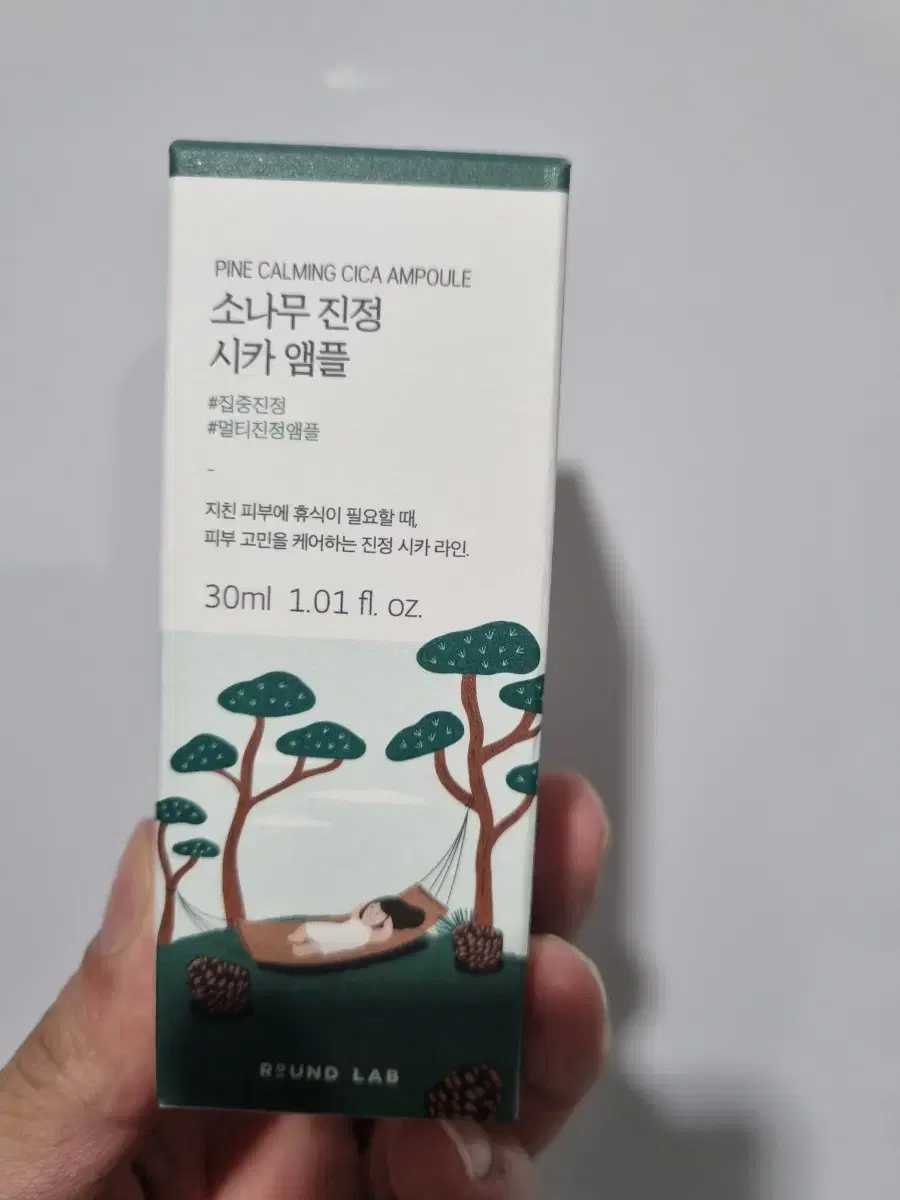 PINE CALMING CICA AMPOULE
소나무 진정
시카 앰플
#집중진정
#멀티진정앰플
-
지친 피부에 휴식이 필요할 때,
피부 고민을 케어하는 진정 시카 라인.
30ml 1.01 fl. oz.
ROUND LAB